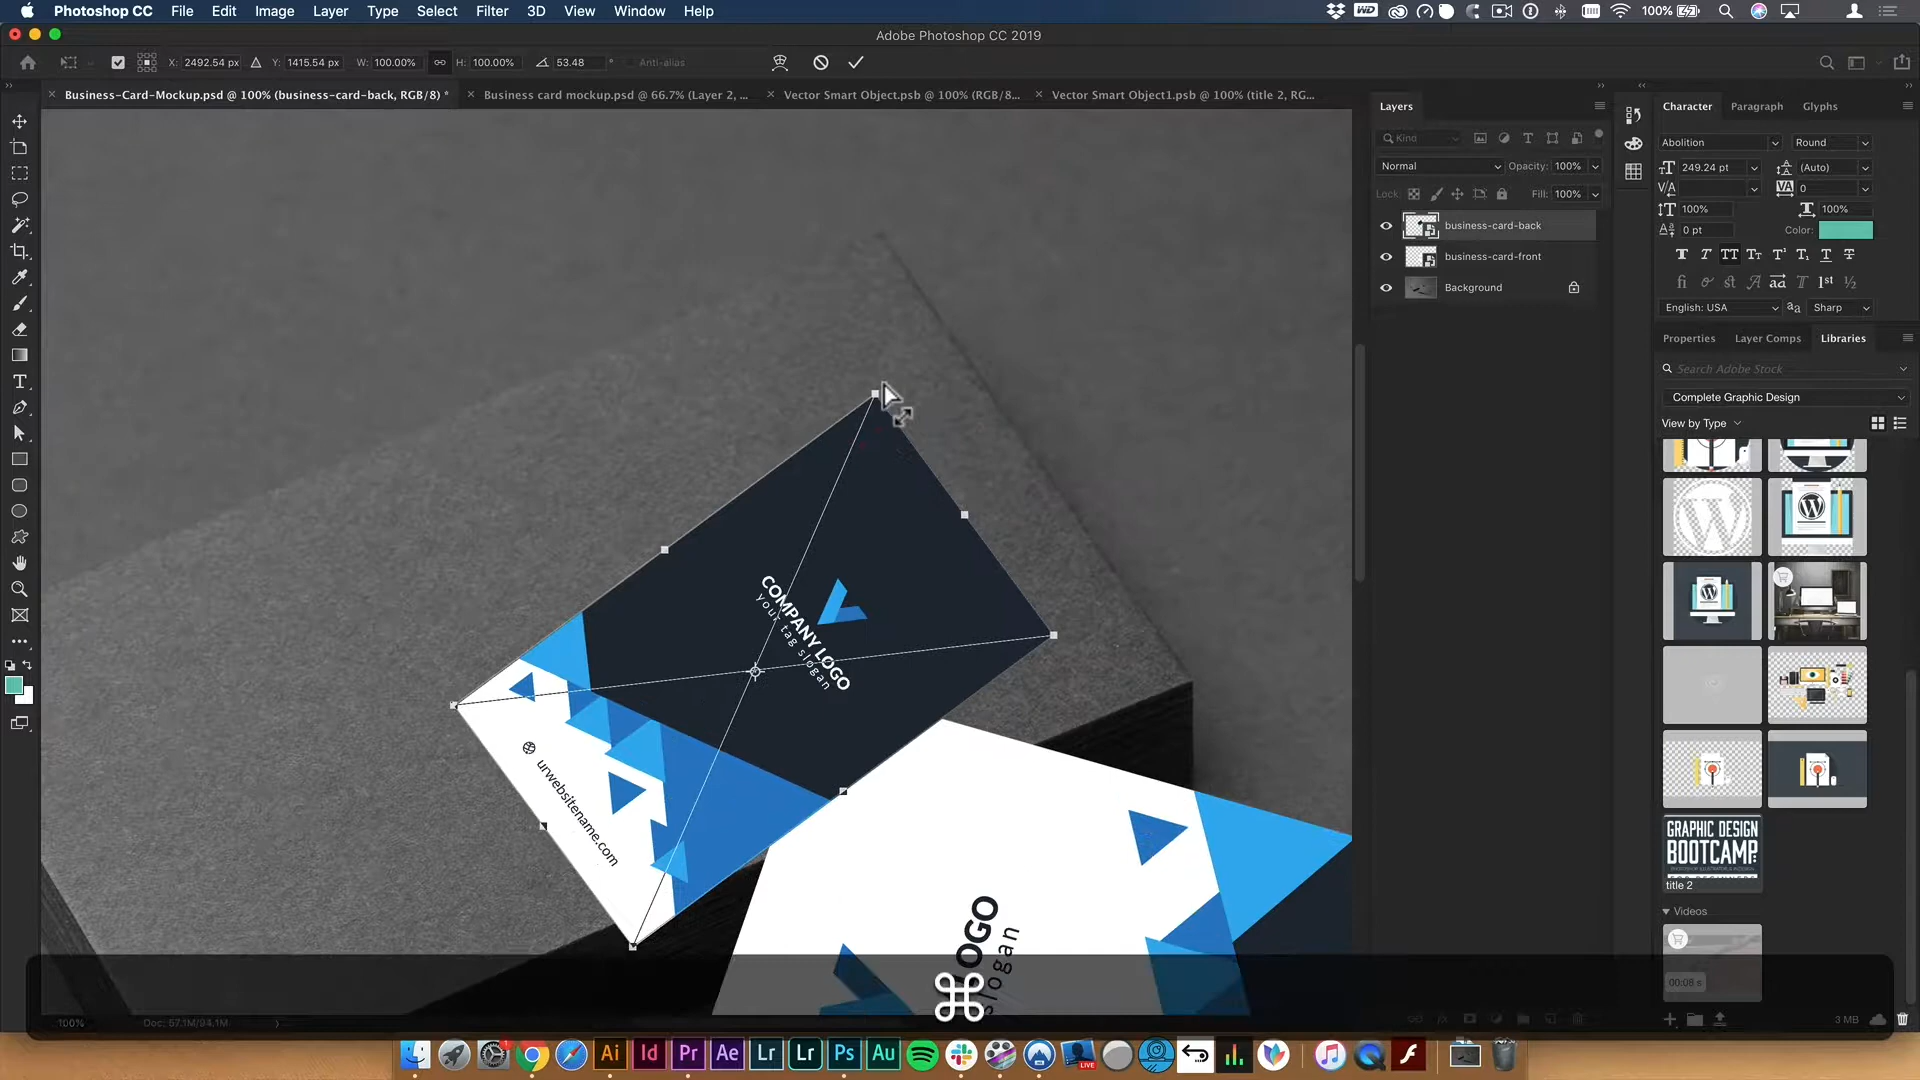 Photoshop CC File Edit Image Layer Type Select Filter 3D View Window Help
100%
Adobe Photoshop CC 2019
X: 2492.54 px Y: 1415.54 px W: 100.00% H: 100.00% 53.48 ° Anti-alias
Business-Card-Mockup.psd @ 100% (business-card-back, RGB/8) *
Business card mockup.psd @ 66.7% (Layer 2, ...
Vector Smart Object.psb @ 100% (RGB/8...
Vector Smart Object1.psb @ 100% (title 2, RG...
Layers
Kind
Normal Opacity: 100%
Lock: Fill: 100%
business-card-back
business-card-front
Background
Character Paragraph Glyphs
Abolition Round
249.24 pt (Auto)
0
100% 100%
0 pt Color:
English: USA Sharp
Properties Layer Comps Libraries
Search Adobe Stock
Complete Graphic Design
View by Type
GRAPHIC DESIGN
BOOTCAMP
title 2
Videos
00:08 s
3 MB
COMPANY LOGO
your tag slogan
urwebsitename.com
LOGO
slogan
⌘
100% Doc: 57.1M/94.1M
Ai Id Pr Ae Lr Lr Ps Au
LIVE